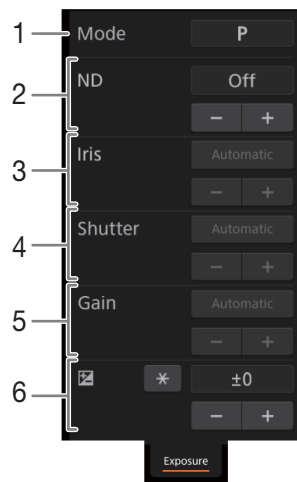 1 Mode P
2 ND Off
− +
3 Iris Automatic
− +
4 Shutter Automatic
− +
5 Gain Automatic
− +
6 ±0
− +
Exposure